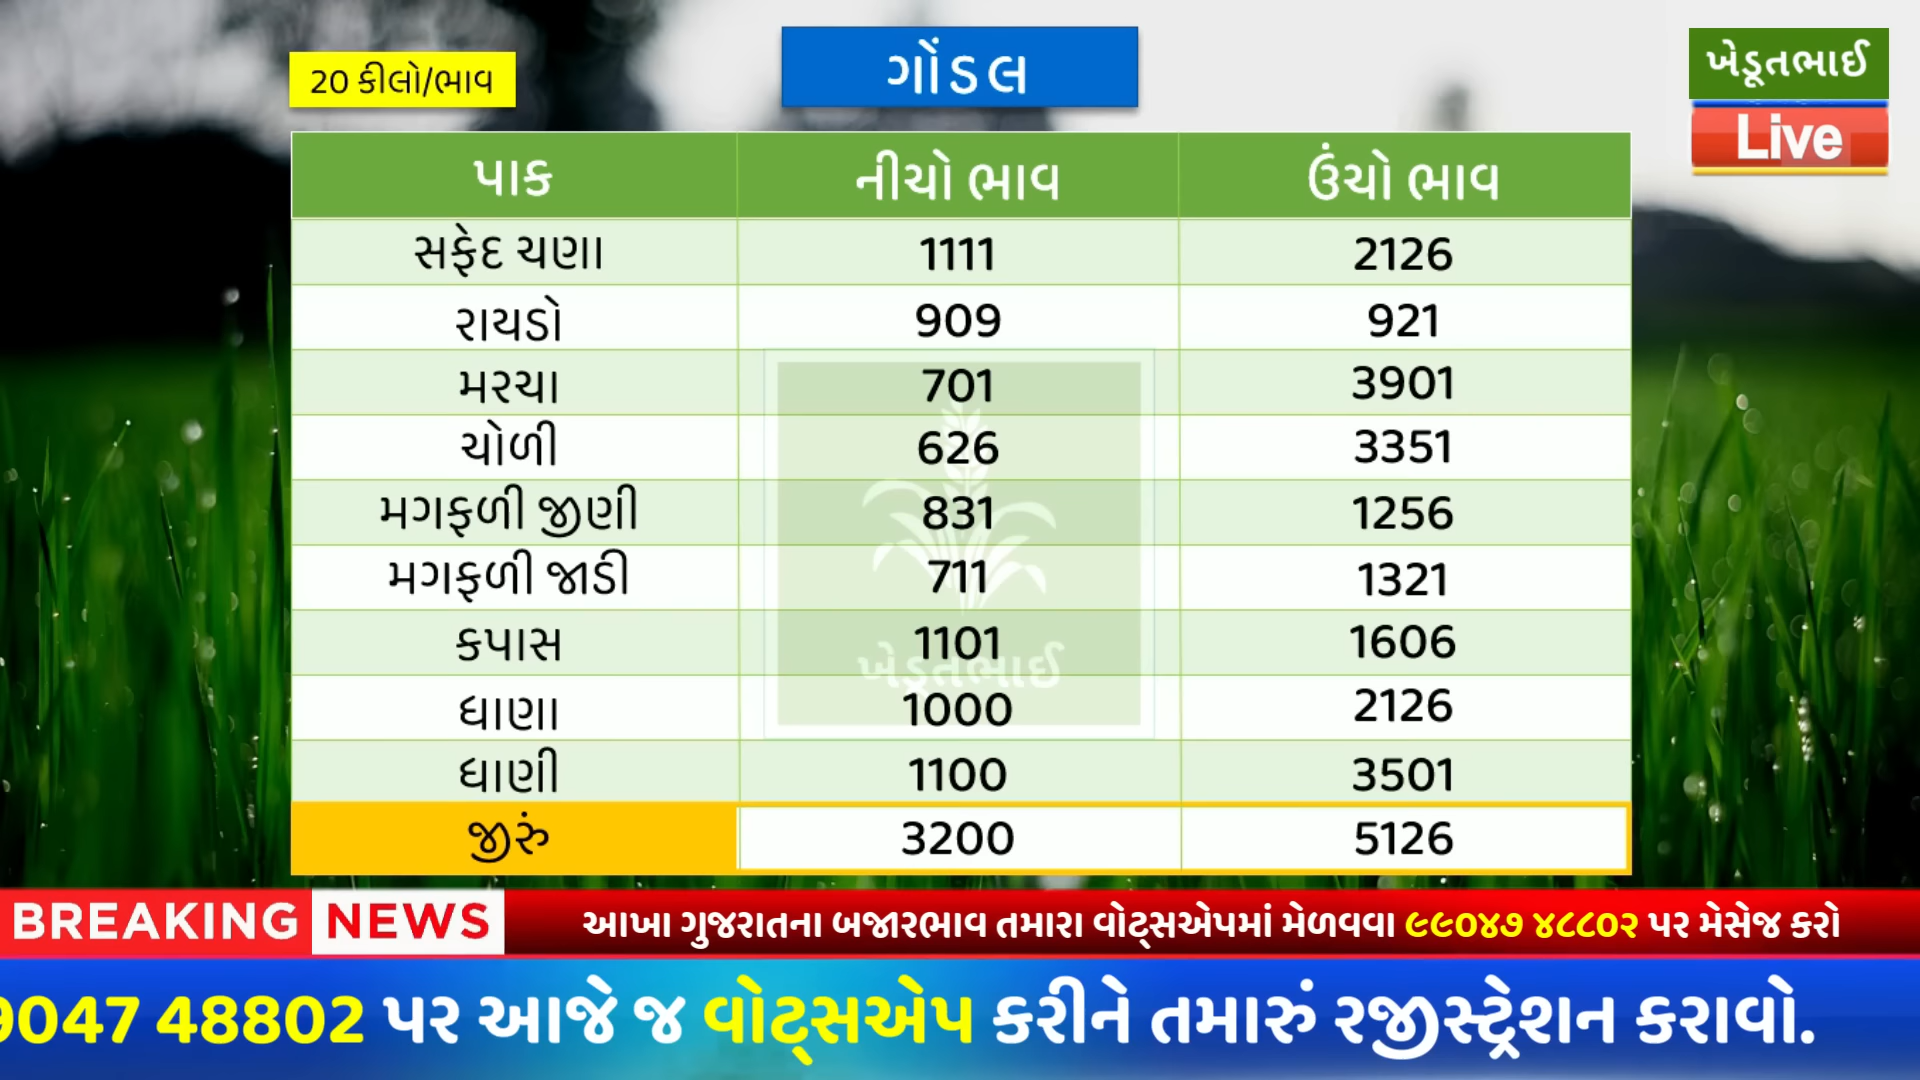 20 કીલો/ભાવ
ગોંડલ
ખેડૂતભાઈ
Live
પાક નીચો ભાવ ઉંચો ભાવ
સફેદ ચણા 1111 2126
રાયડો 909 921
મરચા 701 3901
ચોળી 626 3351
મગફળી જીણી 831 1256
મગફળી જાડી 711 1321
કપાસ 1101 1606
ખેડૂતભાઈ
ધાણા 1000 2126
ધાણી 1100 3501
જીરું 3200 5126
BREAKING NEWS આખા ગુજરાતના બજારભાવ તમારા વોટ્સએપમાં મેળવવા ૯૯૦૪૭ ૪૮૮૦૨ પર મેસેજ કરો
9047 48802 પર આજે જ વોટ્સએપ કરીને તમારું રજીસ્ટ્રેશન કરાવો.